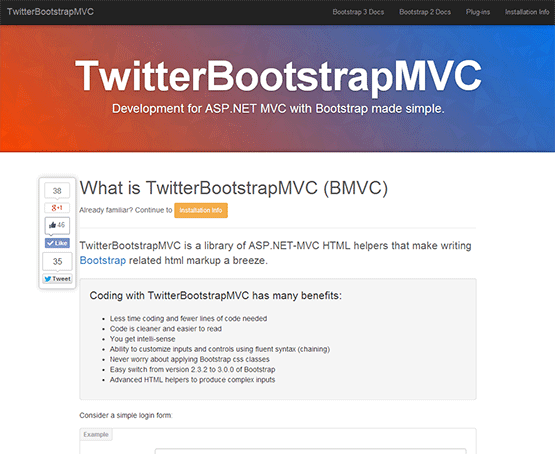 TwitterBootstrapMVC Bootstrap 3 Docs Bootstrap 2 Docs Plug-ins Installation Info
TwitterBootstrapMVC
Development for ASP.NET MVC with Bootstrap made simple.
38
g+1
46
Like
35
Tweet
What is TwitterBootstrapMVC (BMVC)
Already familiar? Continue to Installation Info
TwitterBootstrapMVC is a library of ASP.NET-MVC HTML helpers that make writing
Bootstrap related html markup a breeze.
Coding with TwitterBootstrapMVC has many benefits:
Less time coding and fewer lines of code needed
Code is cleaner and easier to read
You get intelli-sense
Ability to customize inputs and controls using fluent syntax (chaining)
Never worry about applying Bootstrap css classes
Easy switch from version 2.3.2 to 3.0.0 of Bootstrap
Advanced HTML helpers to produce complex inputs
Consider a simple login form:
Example